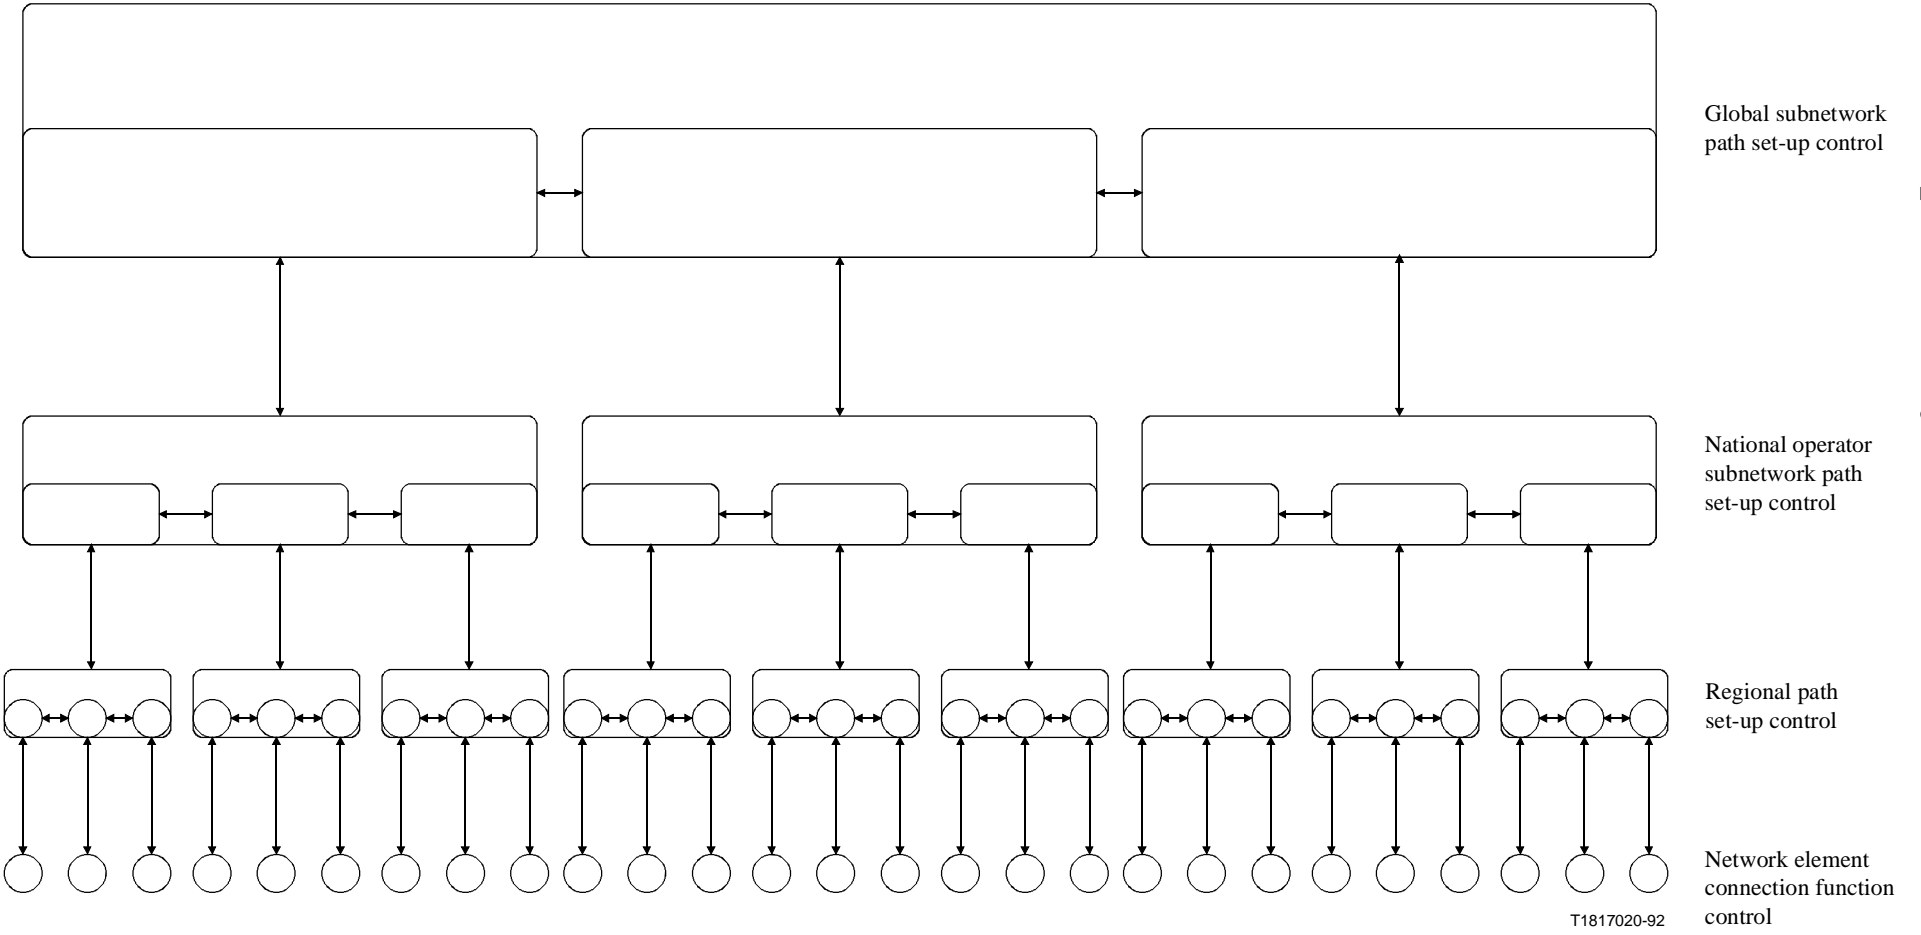 Global subnetwork
path set-up control
National operator
subnetwork path
set-up control
Regional path
set-up control
Network element
connection function
control
T1817020-92